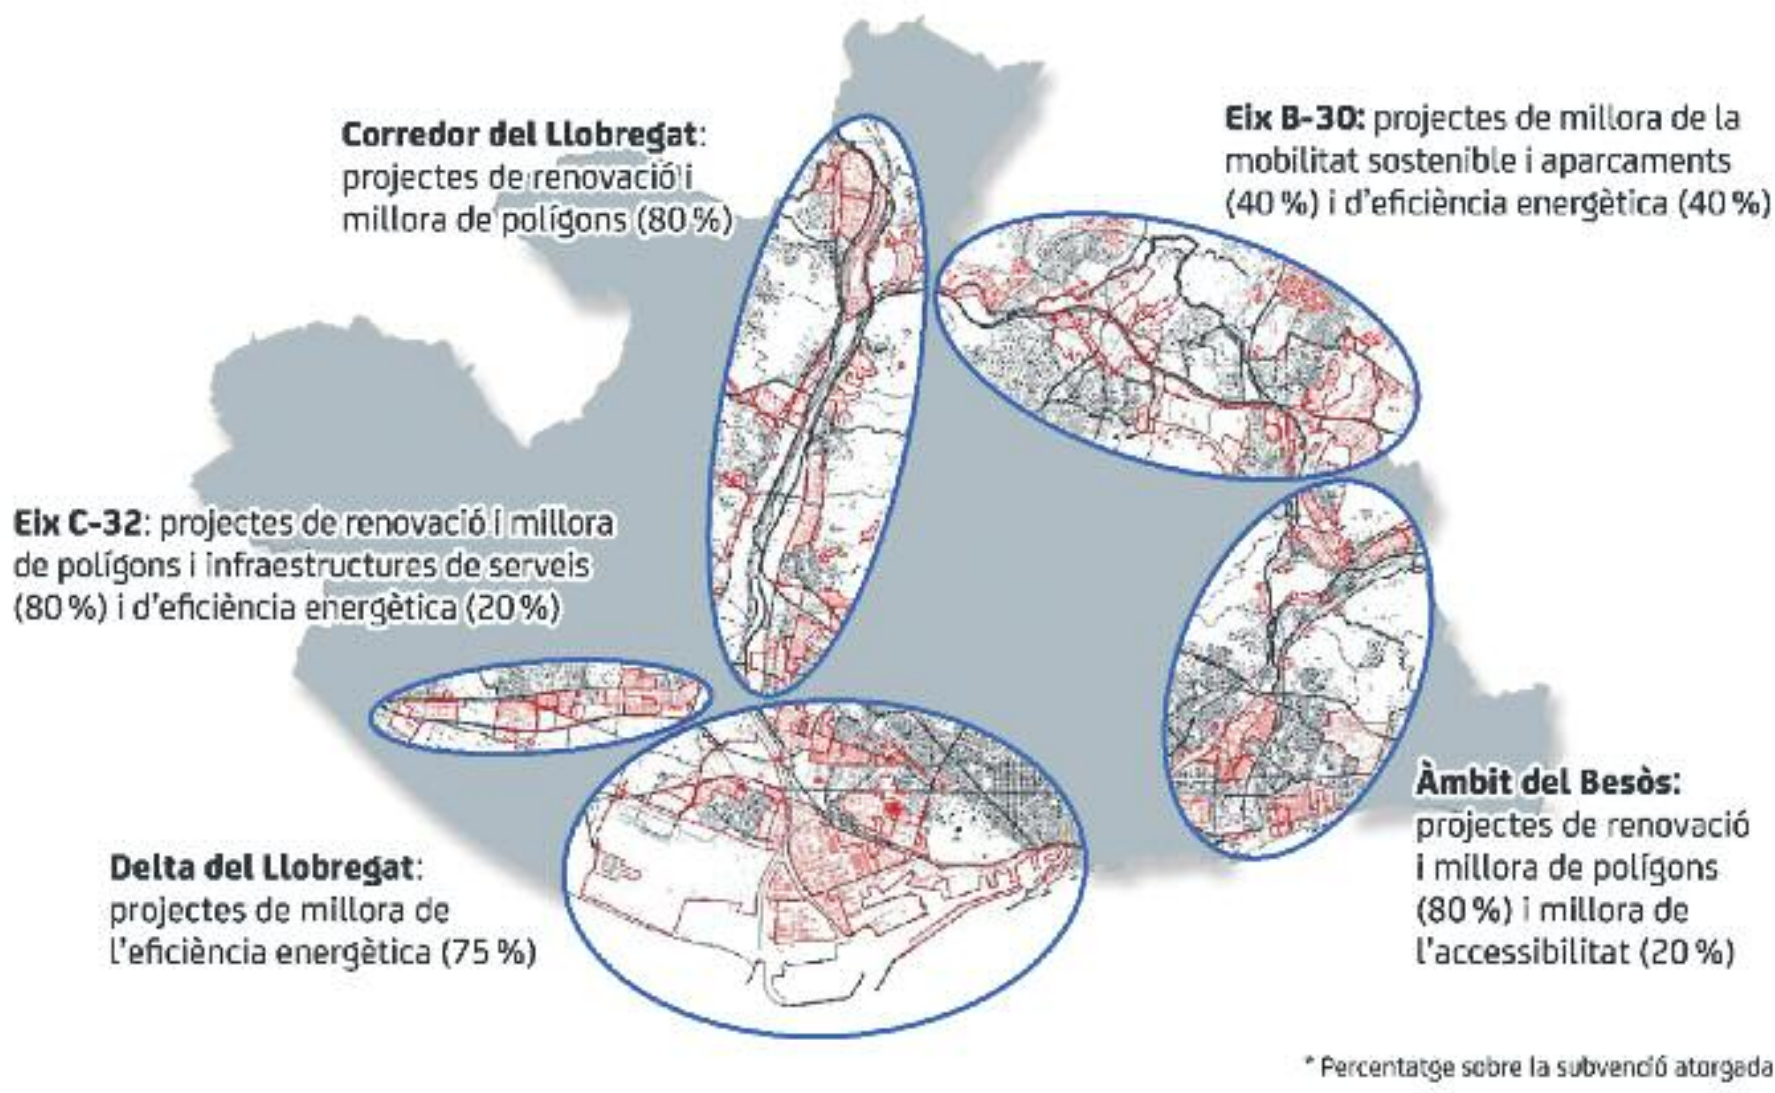 Corredor del Llobregat:
projectes de renovació i
millora de polígons (80 %)
Eix B-30: projectes de millora de la
mobilitat sostenible i aparcaments
(40 %) i d'eficiència energètica (40 %)
Eix C-32: projectes de renovació i millora
de polígons i infraestructures de serveis
(80 %) i d'eficiència energètica (20 %)
Delta del Llobregat:
projectes de millora de
l'eficiència energètica (75 %)
Àmbit del Besòs:
projectes de renovació
i millora de polígons
(80 %) i millora de
l'accessibilitat (20 %)
* Percentatge sobre la subvenció atorgada